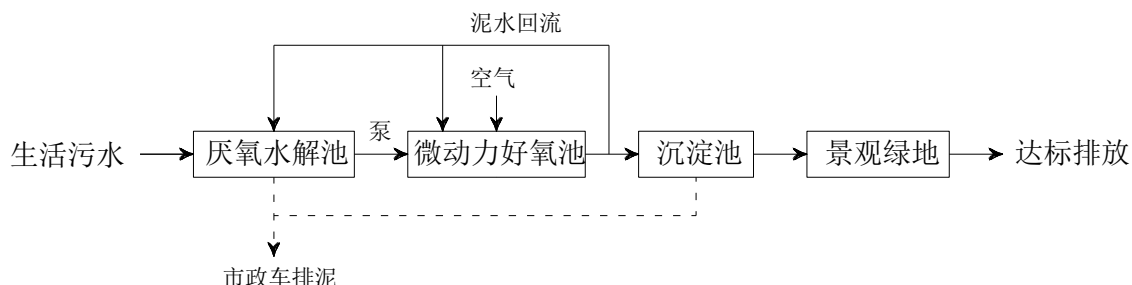 泥水回流
空气
泵
生活污水
厌氧水解池
微动力好氧池
沉淀池
景观绿地
达标排放
市政车排泥